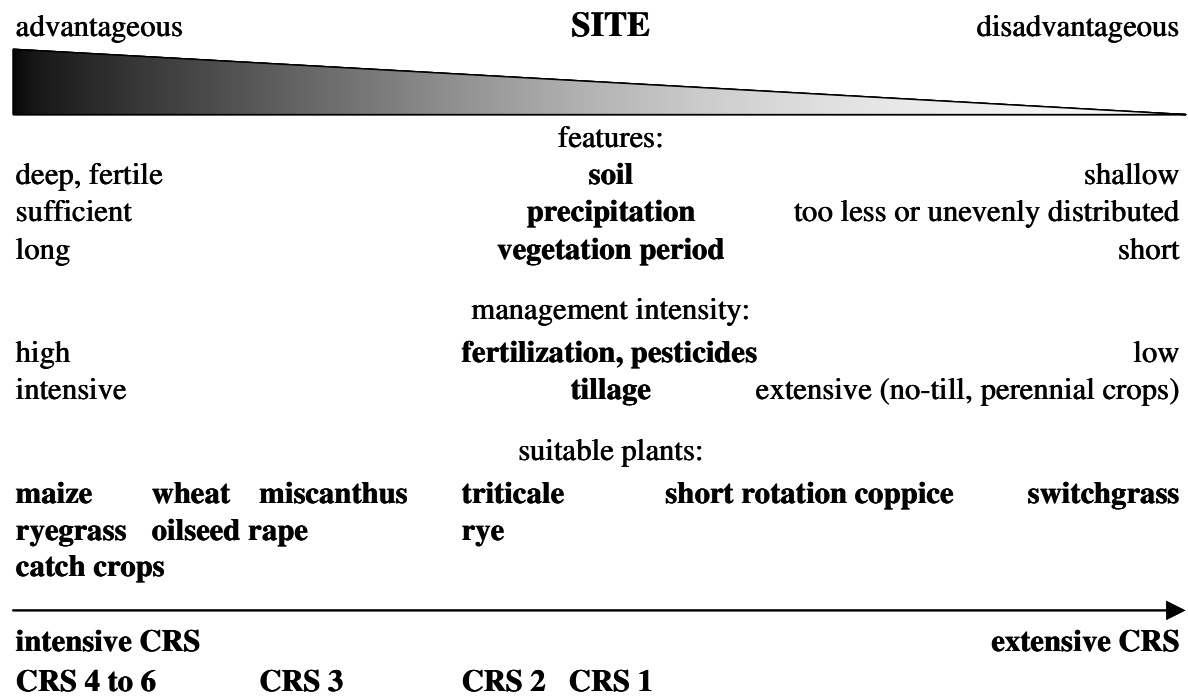 advantageous SITE disadvantageous
features:
deep, fertile soil shallow
sufficient precipitation too less or unevenly distributed
long vegetation period short
management intensity:
high fertilization, pesticides low
intensive tillage extensive (no-till, perennial crops)
suitable plants:
maize wheat miscanthus triticale short rotation coppice switchgrass
ryegrass oilseed rape rye
catch crops
intensive CRS extensive CRS
CRS 4 to 6 CRS 3 CRS 2 CRS 1